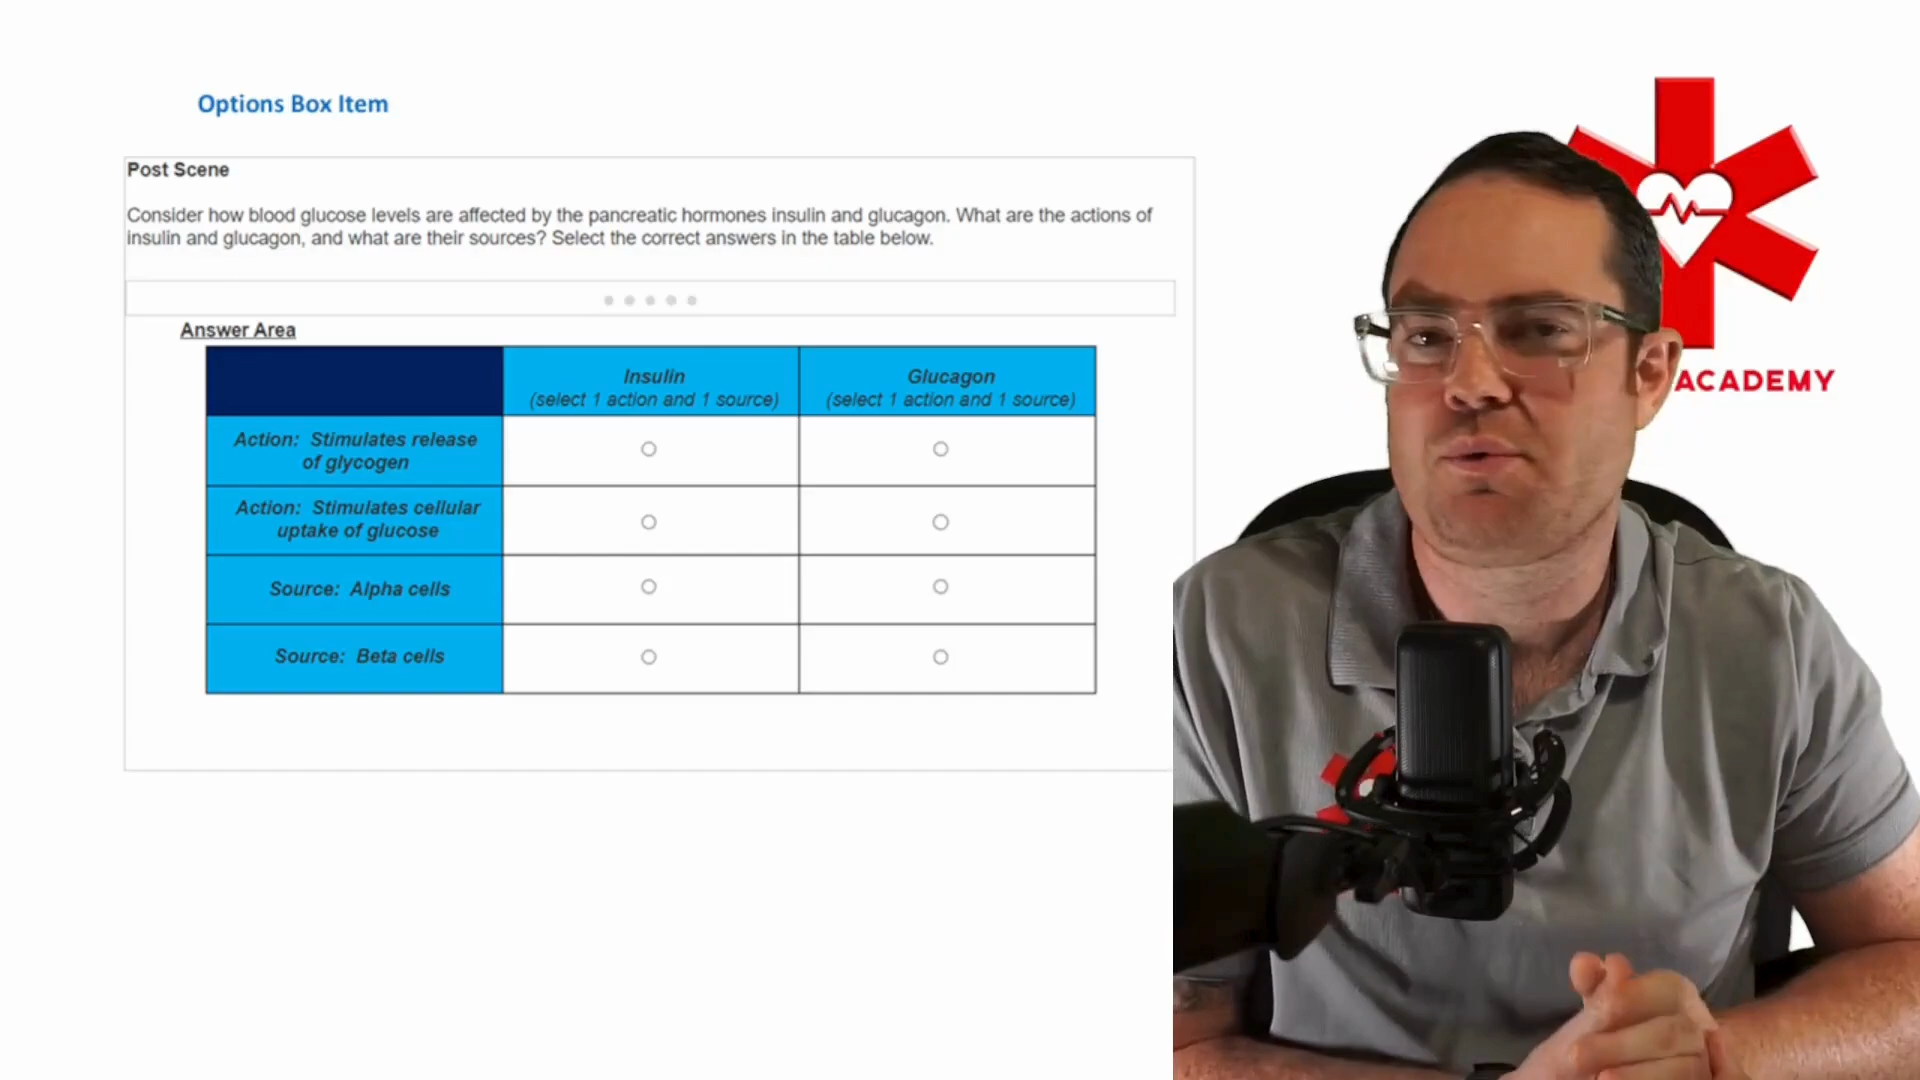 Options Box Item
Post Scene
Consider how blood glucose levels are affected by the pancreatic hormones insulin and glucagon. What are the actions of
insulin and glucagon, and what are their sources? Select the correct answers in the table below.
Answer Area
Insulin
(select 1 action and 1 source)
Glucagon
(select 1 action and 1 source)
Action: Stimulates release
of glycogen
Action: Stimulates cellular
uptake of glucose
Source: Alpha cells
Source: Beta cells
ACADEMY